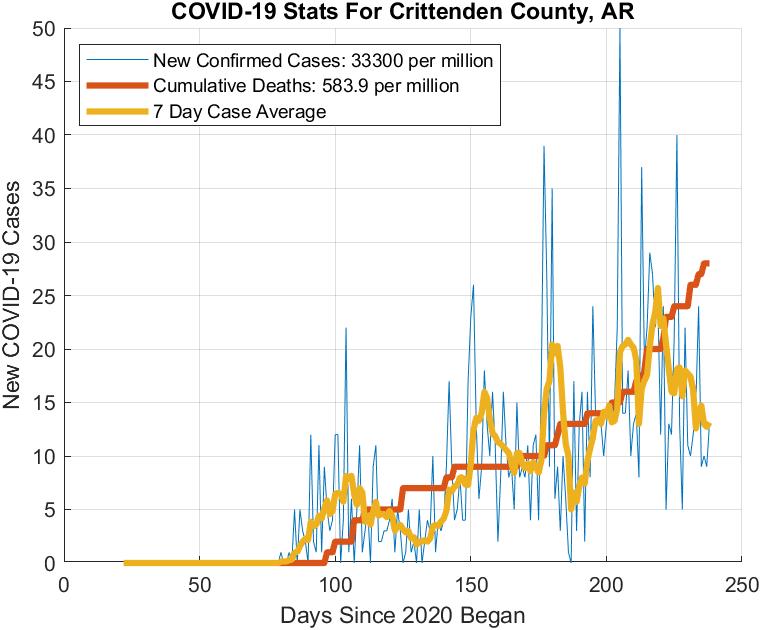 COVID-19 Stats For Crittenden County, AR
New Confirmed Cases: 33300 per million
Cumulative Deaths: 583.9 per million
7 Day Case Average
New COVID-19 Cases
50
45
40
35
30
25
20
15
10
5
0
0 50 100 150 200 250
Days Since 2020 Began